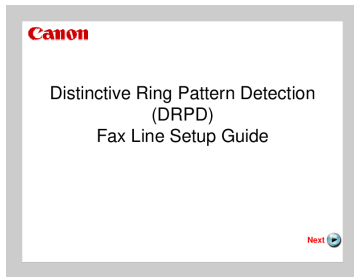 Canon
Distinctive Ring Pattern Detection
(DRPD)
Fax Line Setup Guide
Next